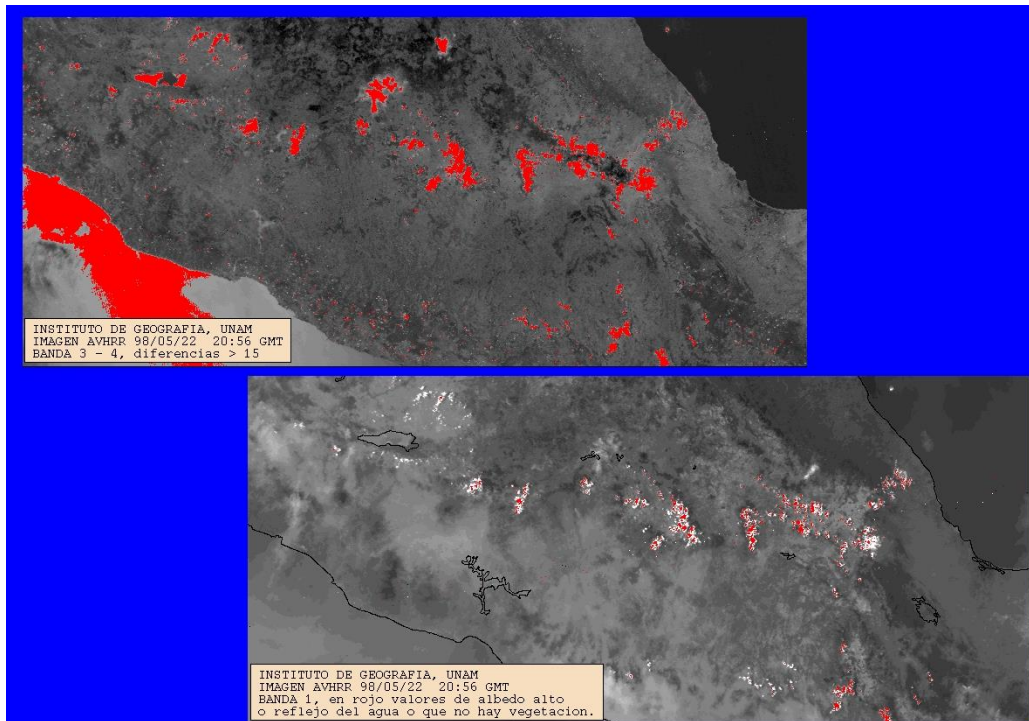 INSTITUTO DE GEOGRAFIA, UNAM
IMAGEN AVHRR 98/05/22  20:56 GMT
BANDA 3 - 4, diferencias > 15
INSTITUTO DE GEOGRAFIA, UNAM
IMAGEN AVHRR 98/05/22  20:56 GMT
BANDA 1, en rojo valores de albedo alto
o reflejo del agua o que no hay vegetacion.